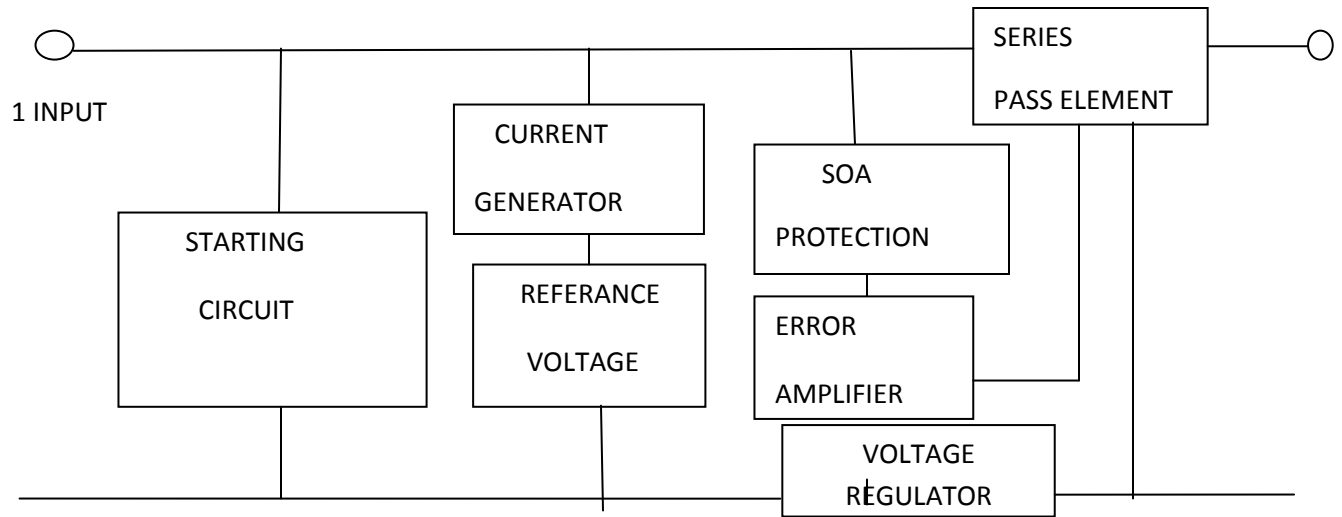 SERIES
PASS ELEMENT
1 INPUT
CURRENT
GENERATOR
SOA
PROTECTION
STARTING
CIRCUIT
REFERANCE
VOLTAGE
ERROR
AMPLIFIER
VOLTAGE
REGULATOR